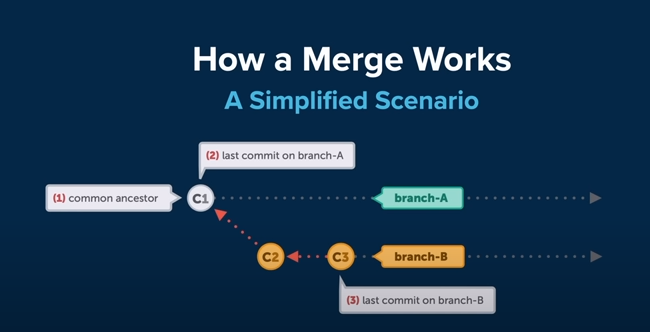 How a Merge Works
A Simplified Scenario
(2) last commit on branch-A
(1) common ancestor
C1
branch-A
C2
C3
branch-B
(3) last commit on branch-B